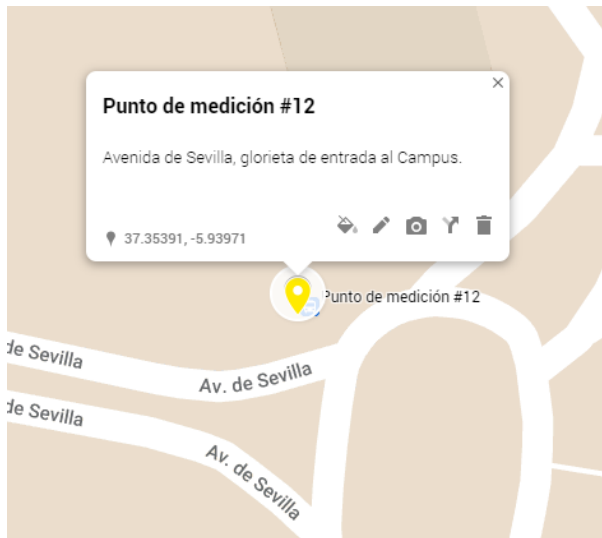 Punto de medición #12
Avenida de Sevilla, glorieta de entrada al Campus.
37.35391, -5.93971
Punto de medición #12
de Sevilla
Av. de Sevilla
de Sevilla
Av. de Sevilla